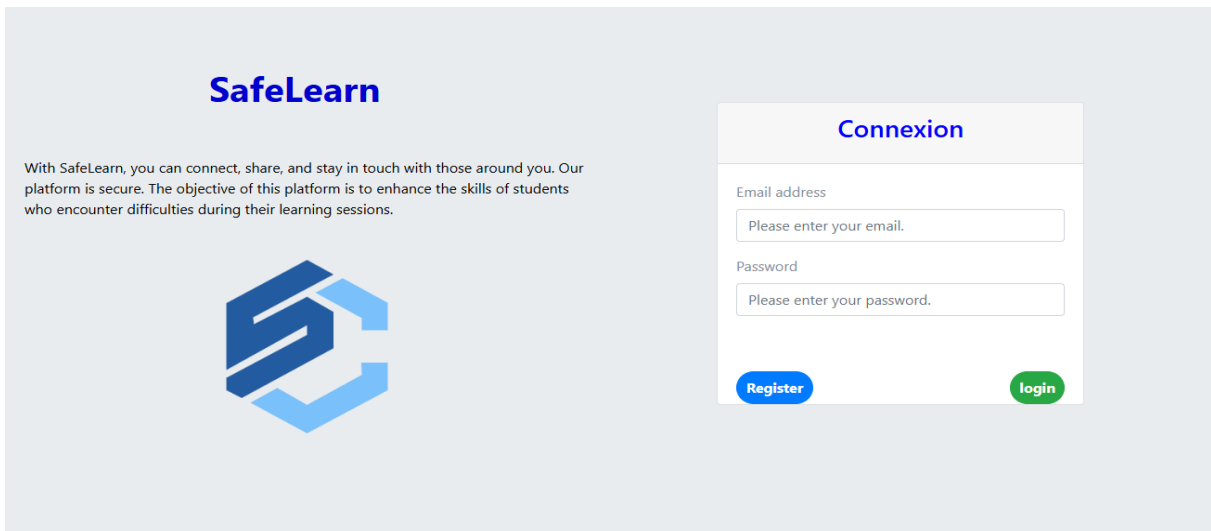 SafeLearn
With SafeLearn, you can connect, share, and stay in touch with those around you. Our
platform is secure. The objective of this platform is to enhance the skills of students
who encounter difficulties during their learning sessions.
Connexion
Email address
Please enter your email.
Password
Please enter your password.
Register
login